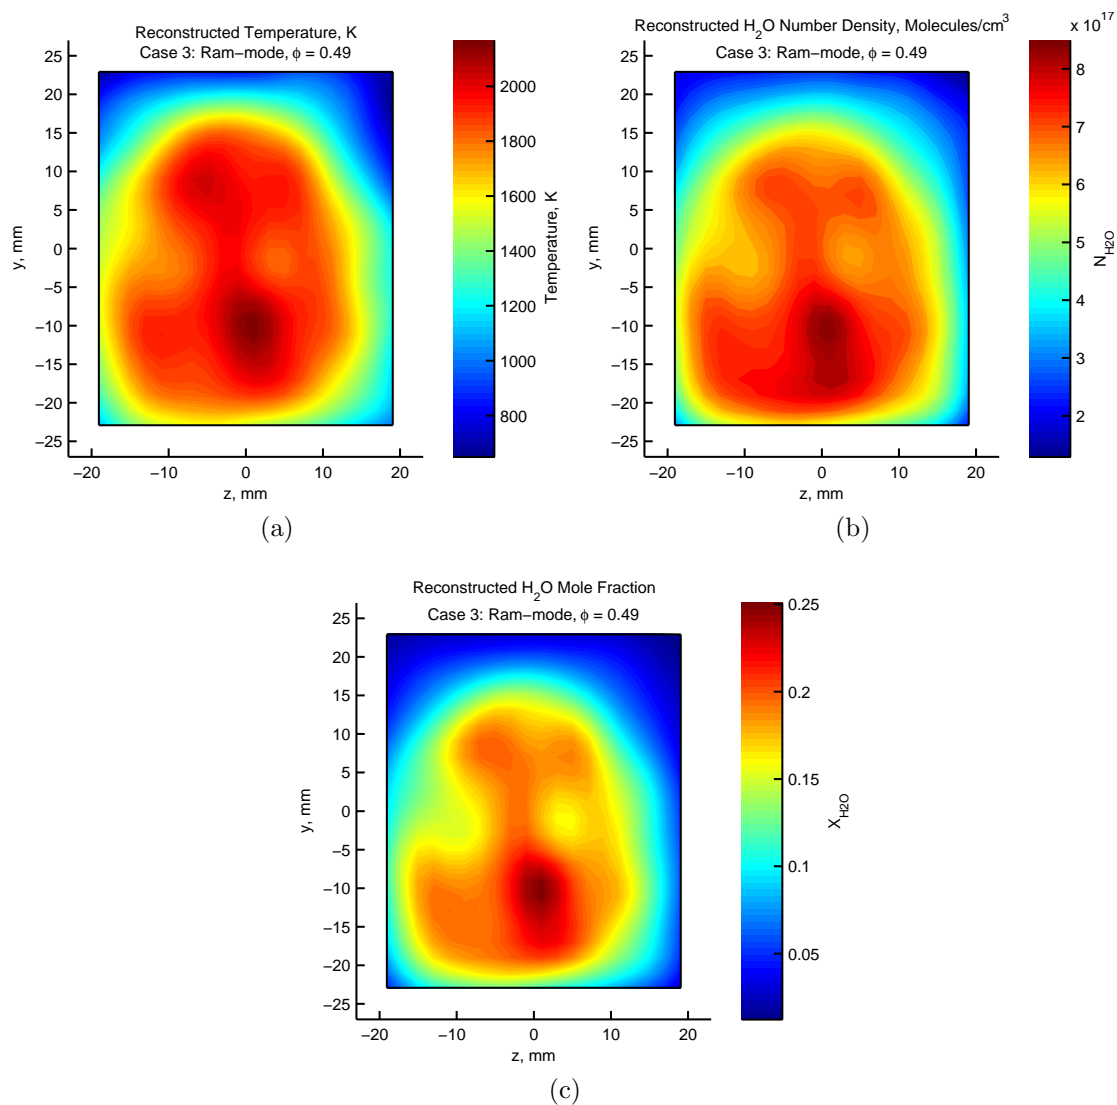 Reconstructed Temperature, K
Case 3: Ram−mode, ϕ = 0.49
25
20
15
10
5
0
−5
−10
−15
−20
−25
y, mm
−20 −10 0 10 20
z, mm
2000
1800
1600
1400
1200
1000
800
Temperature, K
(a)
Reconstructed H2O Number Density, Molecules/cm3
Case 3: Ram−mode, ϕ = 0.49
x 10^17
25
20
15
10
5
0
−5
−10
−15
−20
−25
y, mm
−20 −10 0 10 20
z, mm
8
7
6
5
4
3
2
NH2O
(b)
Reconstructed H2O Mole Fraction
Case 3: Ram−mode, ϕ = 0.49
25
20
15
10
5
0
−5
−10
−15
−20
−25
y, mm
−20 −10 0 10 20
z, mm
0.25
0.2
0.15
0.1
0.05
XH2O
(c)